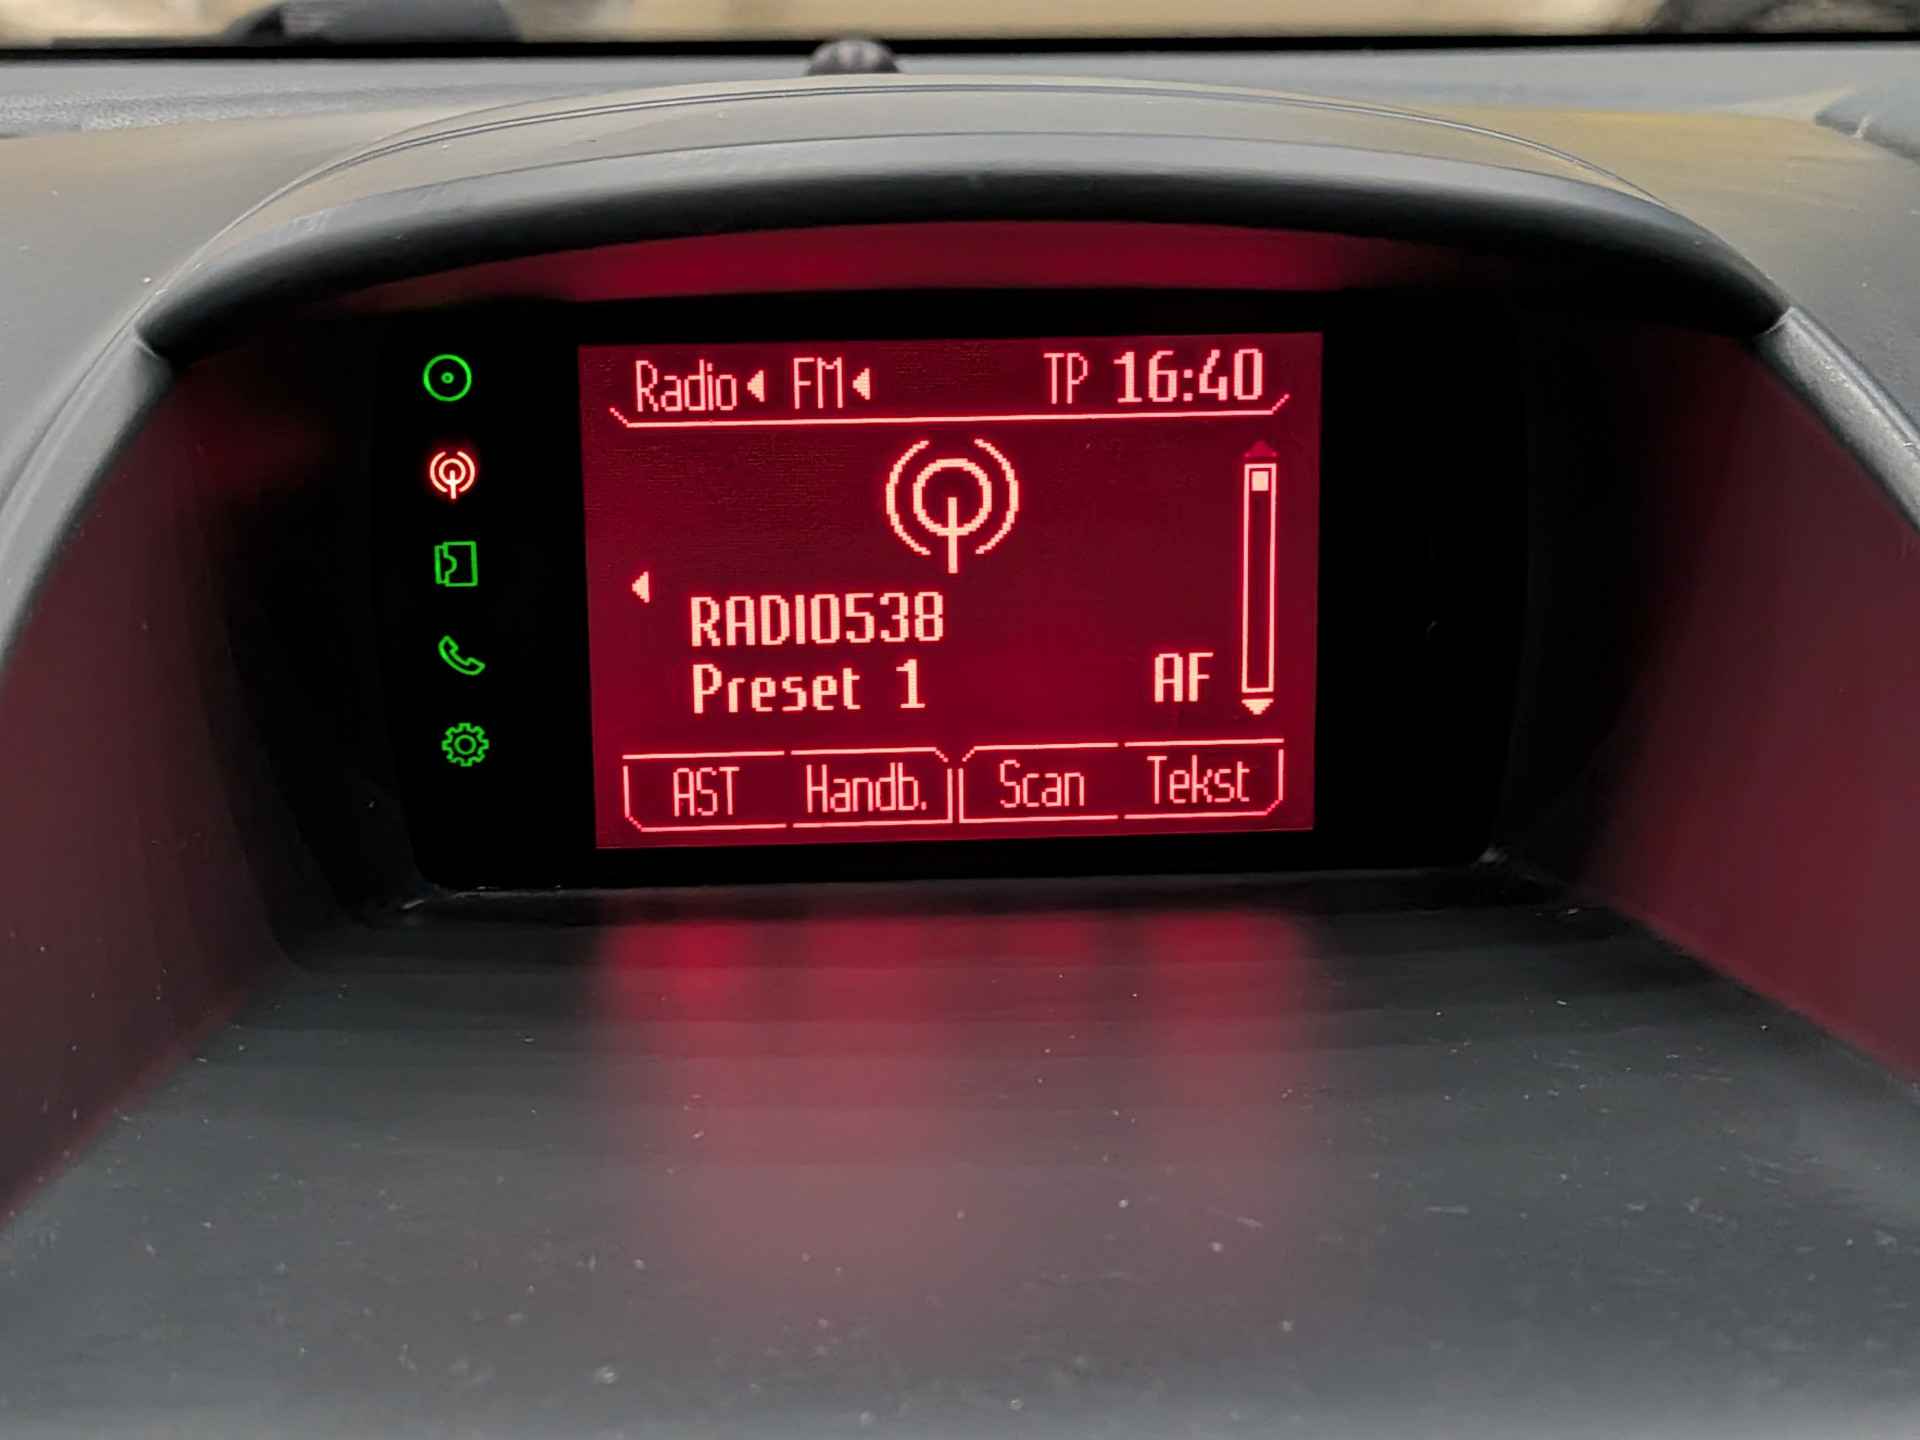 Radio FM TP 16:40
RADIO538
Preset 1 AF
AST Handb. Scan Tekst